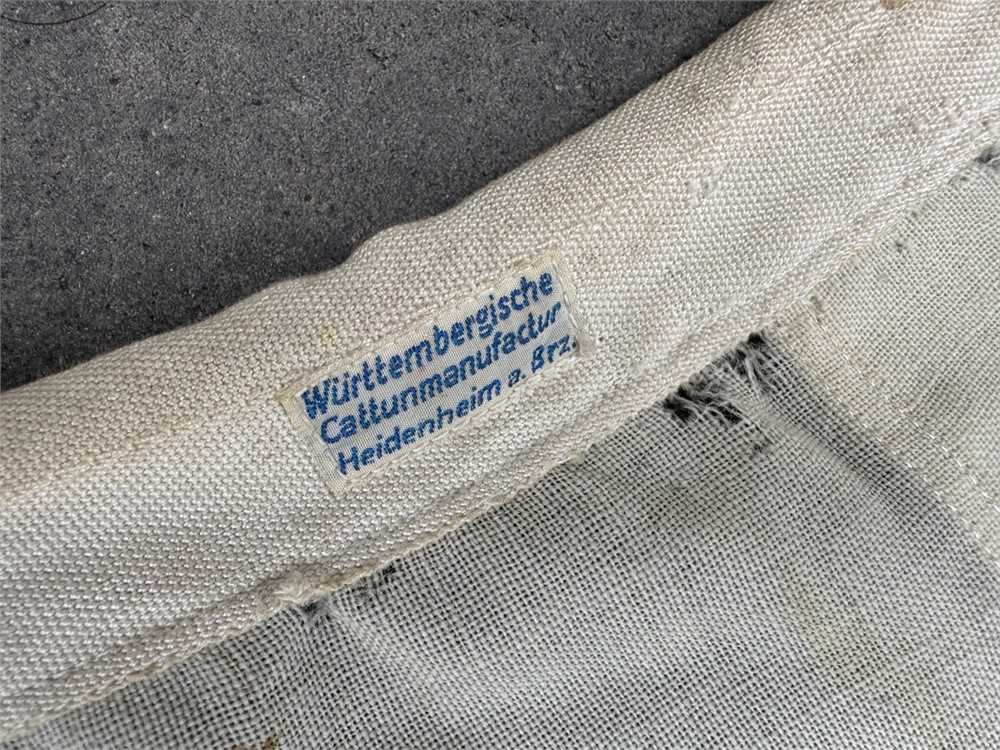 Württembergische
Cattunmanufactur
Heidenheim a. Brz.